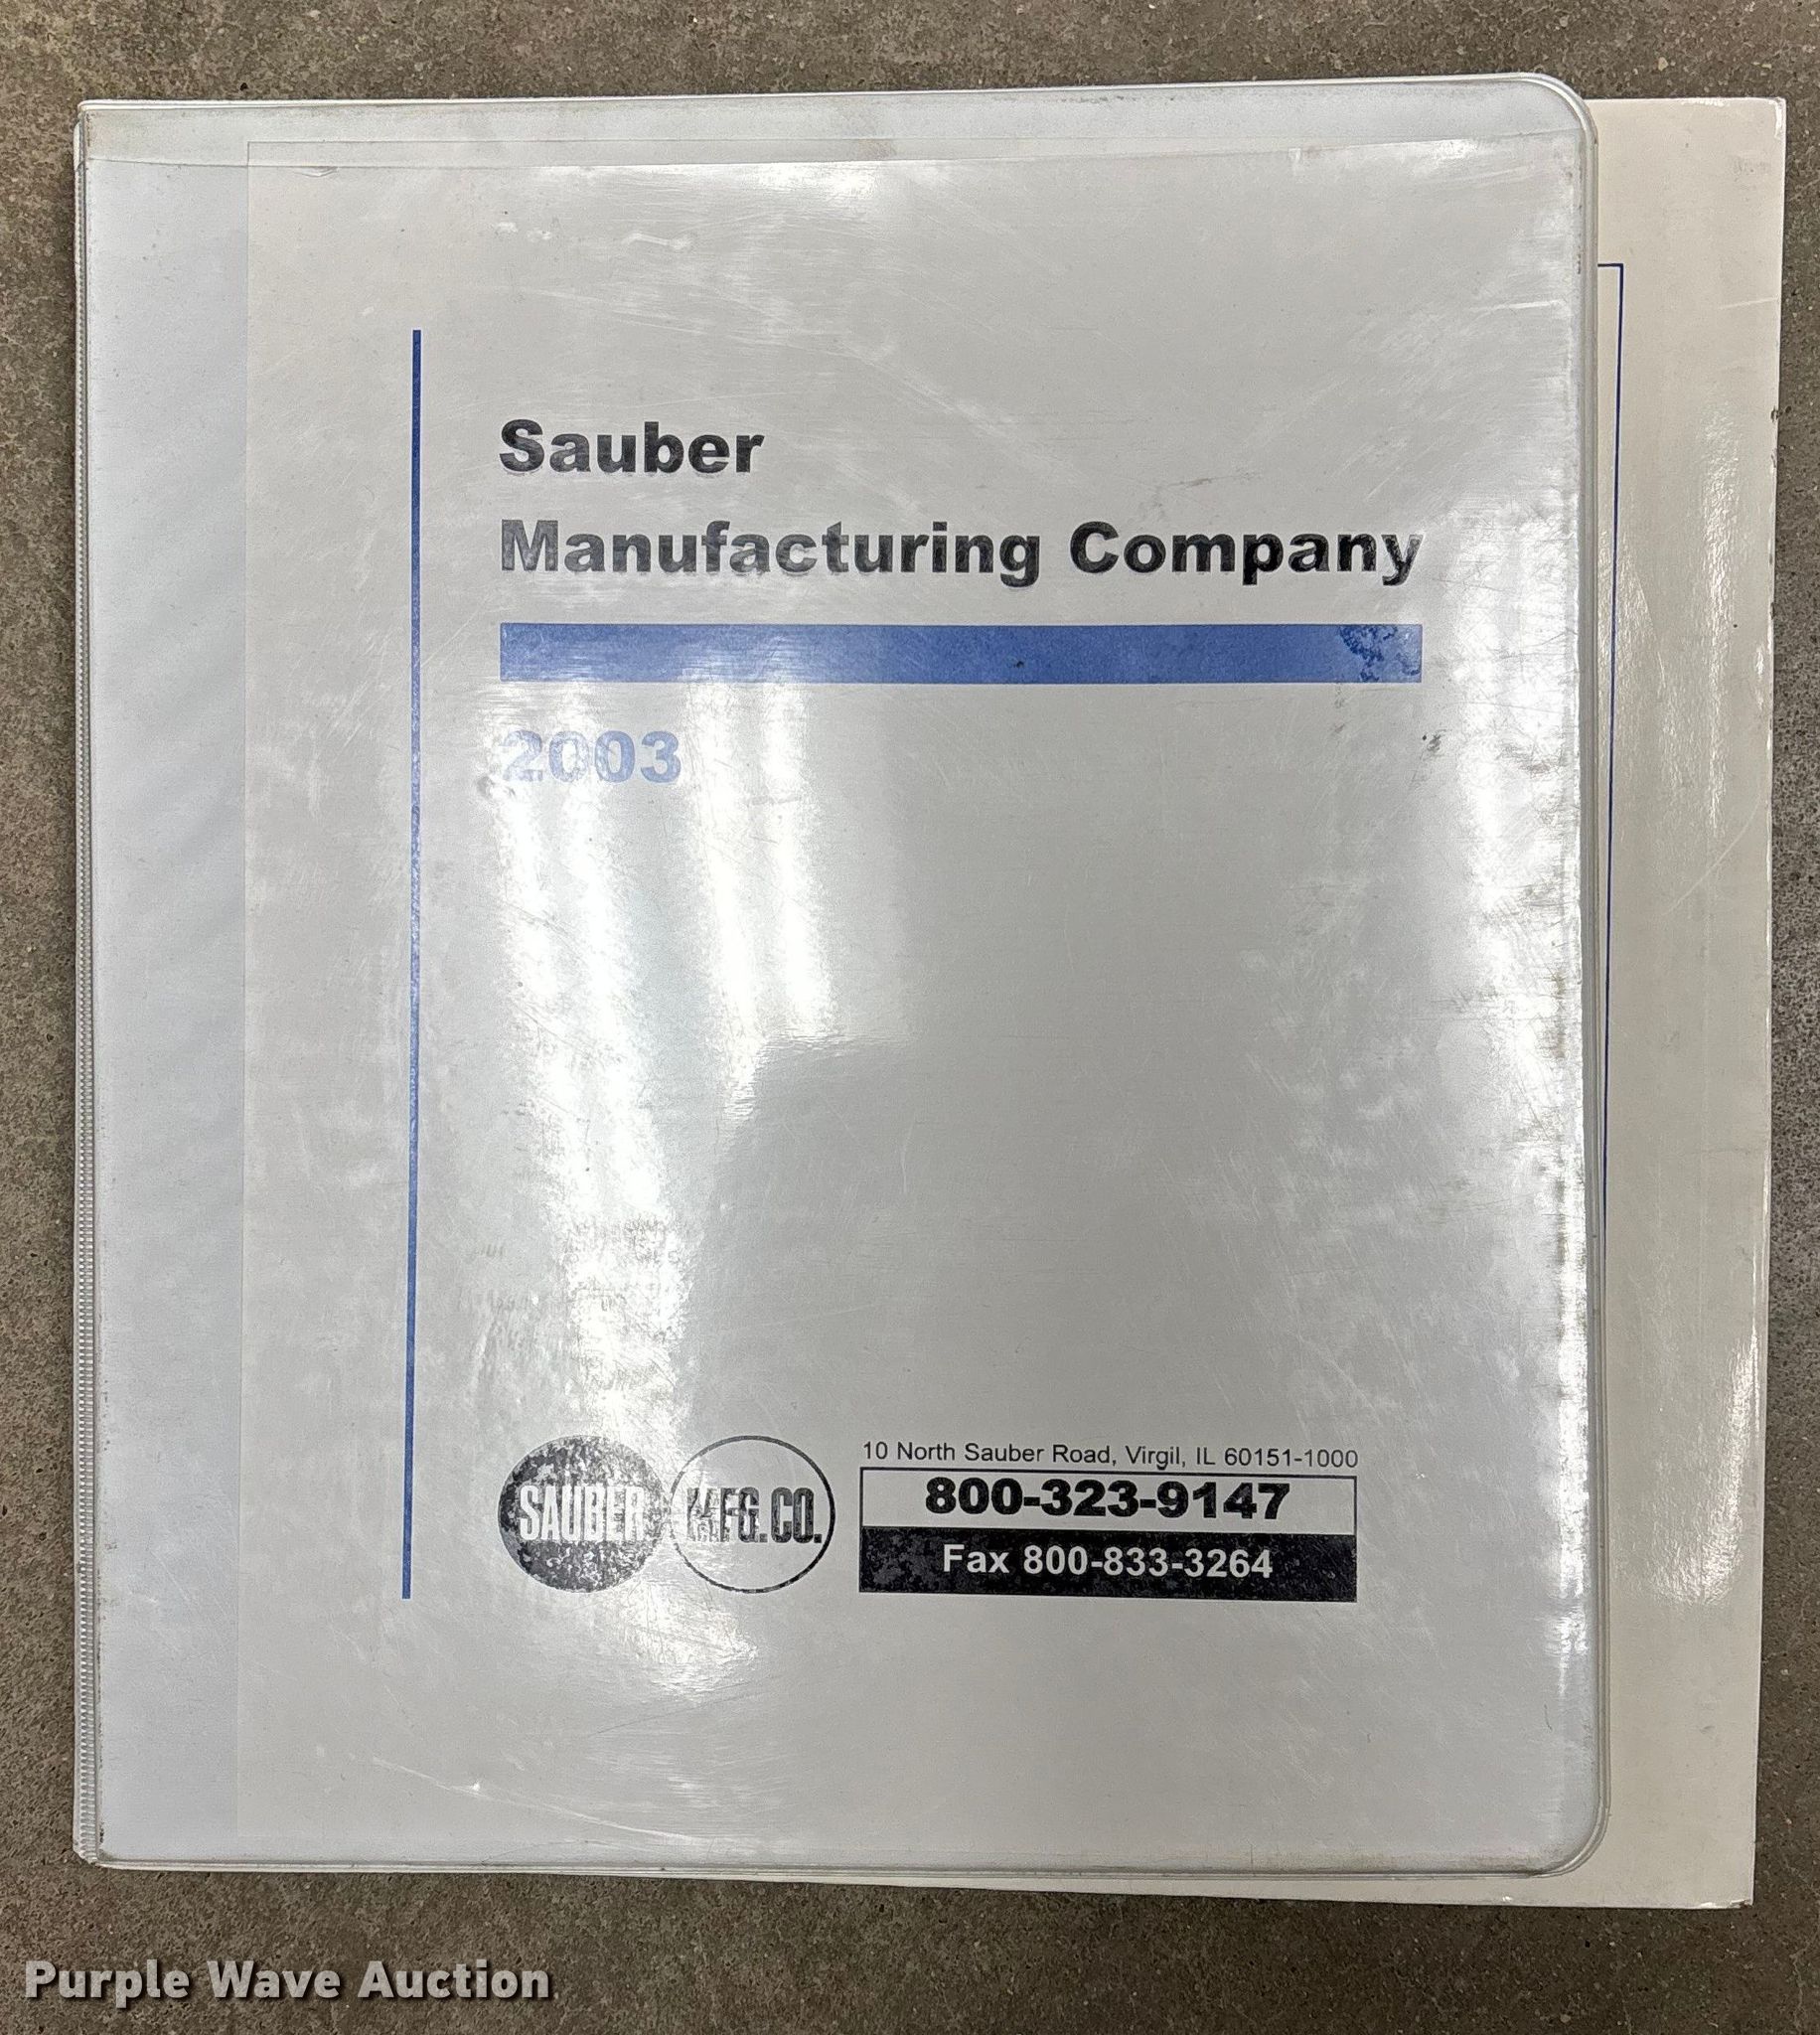 Sauber
Manufacturing Company
2003
SAUBER MFG.CO.
10 North Sauber Road, Virgil, IL 60151-1000
800-323-9147
Fax 800-833-3264
Purple Wave Auction